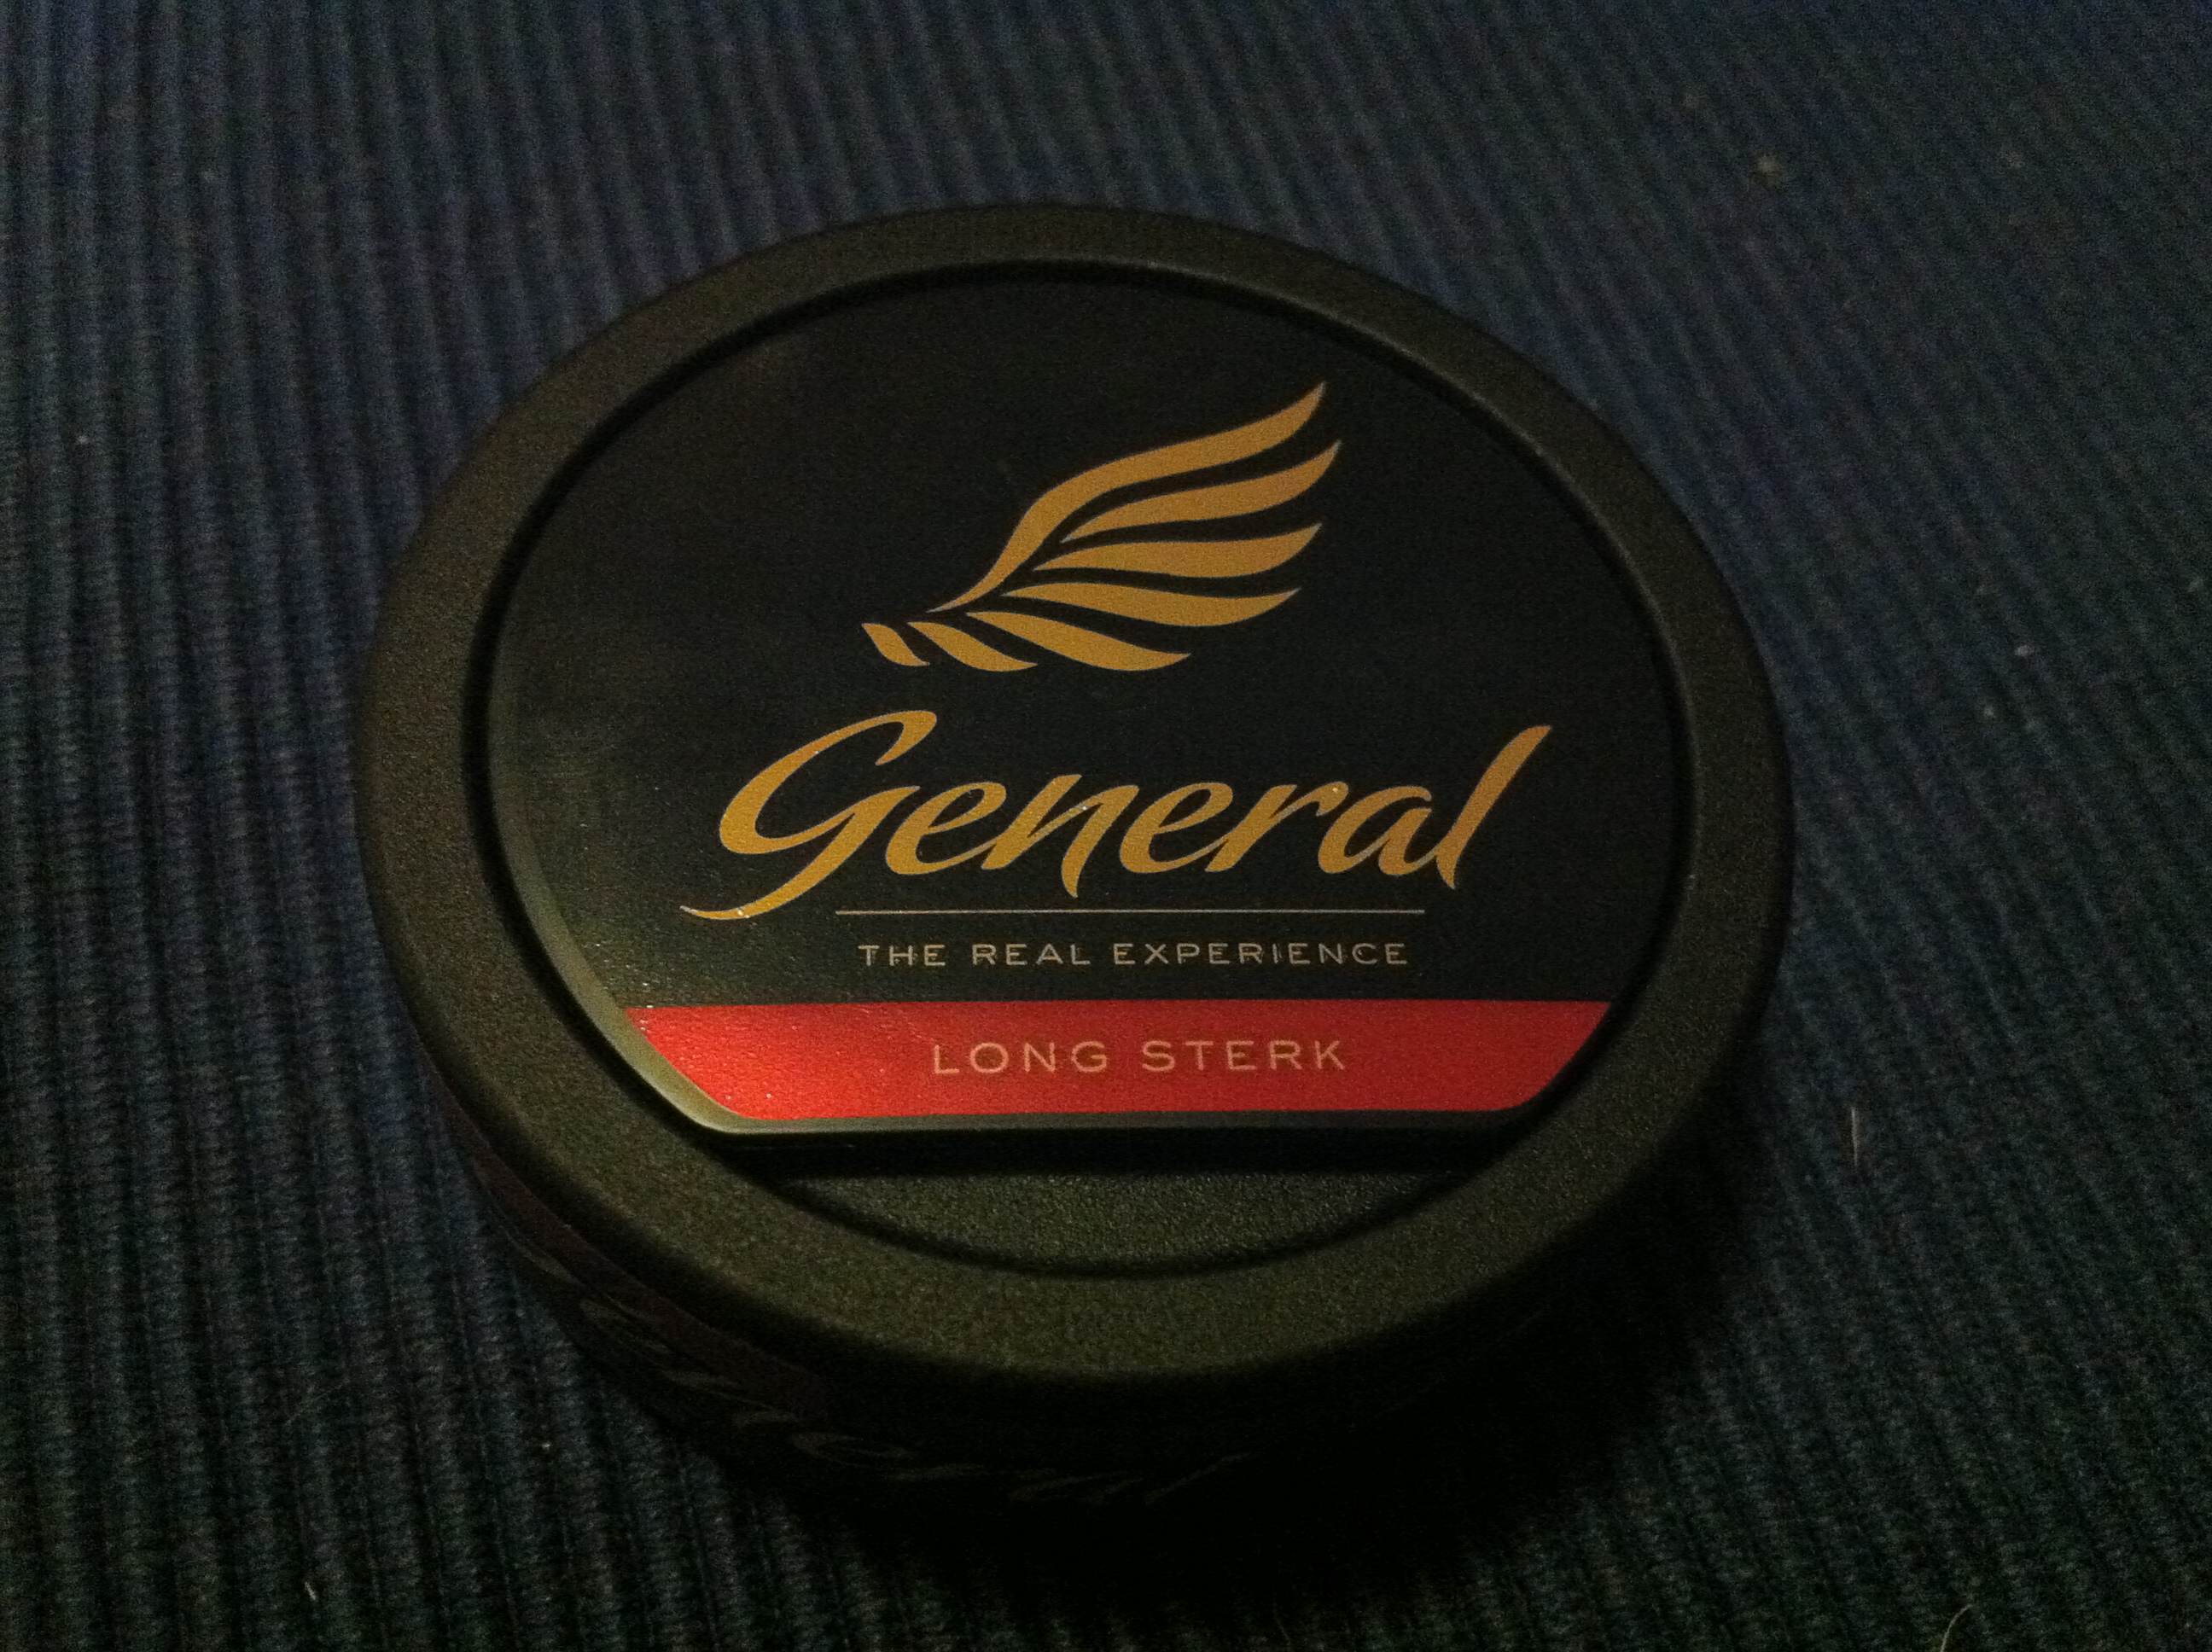 General
THE REAL EXPERIENCE
LONG STERK